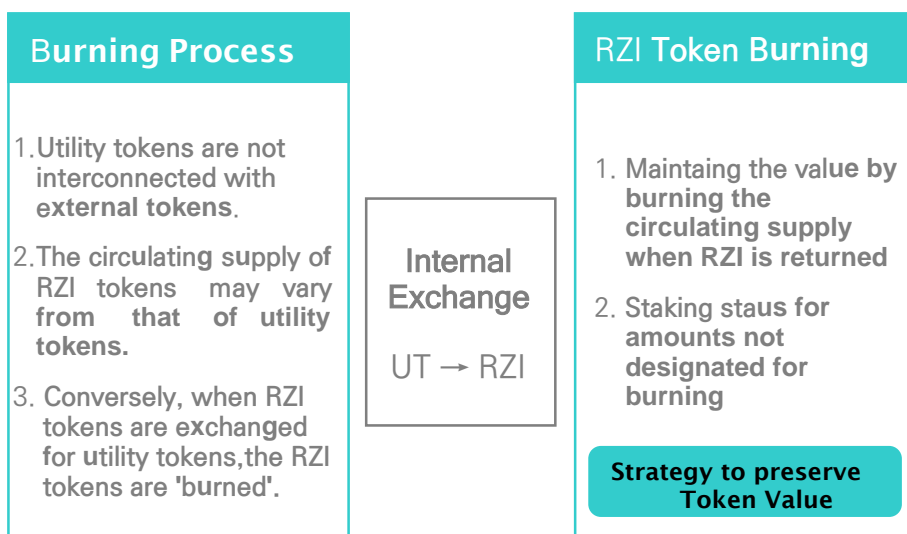 Burning Process
1.Utility tokens are not
interconnected with
external tokens.
2.The circulating supply of
RZI tokens may vary
from that of utility
tokens.
3. Conversely, when RZI
tokens are exchanged
for utility tokens,the RZI
tokens are 'burned'.
Internal
Exchange
UT → RZI
RZI Token Burning
1. Maintaing the value by
burning the
circulating supply
when RZI is returned
2. Staking staus for
amounts not
designated for
burning
Strategy to preserve
Token Value